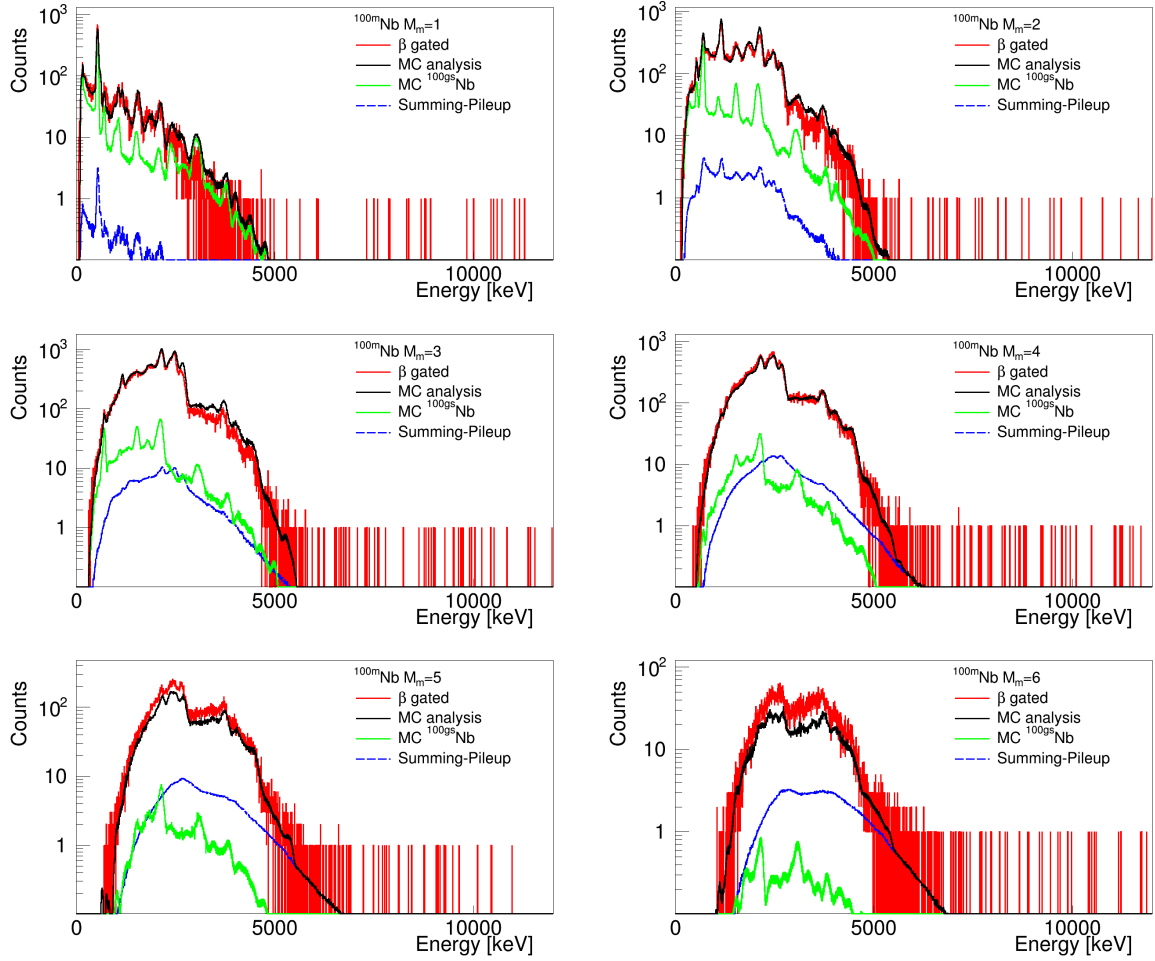 ¹⁰⁰ᵐNb Mₘ=1
β gated
MC analysis
MC ¹⁰⁰ᵍˢNb
Summing-Pileup
Counts
10³
10²
10
1
0
5000
10000
Energy [keV]
¹⁰⁰ᵐNb Mₘ=2
β gated
MC analysis
MC ¹⁰⁰ᵍˢNb
Summing-Pileup
Counts
10³
10²
10
1
0
5000
10000
Energy [keV]
¹⁰⁰ᵐNb Mₘ=3
β gated
MC analysis
MC ¹⁰⁰ᵍˢNb
Summing-Pileup
Counts
10³
10²
10
1
0
5000
10000
Energy [keV]
¹⁰⁰ᵐNb Mₘ=4
β gated
MC analysis
MC ¹⁰⁰ᵍˢNb
Summing-Pileup
Counts
10³
10²
10
1
0
5000
10000
Energy [keV]
¹⁰⁰ᵐNb Mₘ=5
β gated
MC analysis
MC ¹⁰⁰ᵍˢNb
Summing-Pileup
Counts
10²
10
1
0
5000
10000
Energy [keV]
¹⁰⁰ᵐNb Mₘ=6
β gated
MC analysis
MC ¹⁰⁰ᵍˢNb
Summing-Pileup
Counts
10²
10
1
0
5000
10000
Energy [keV]